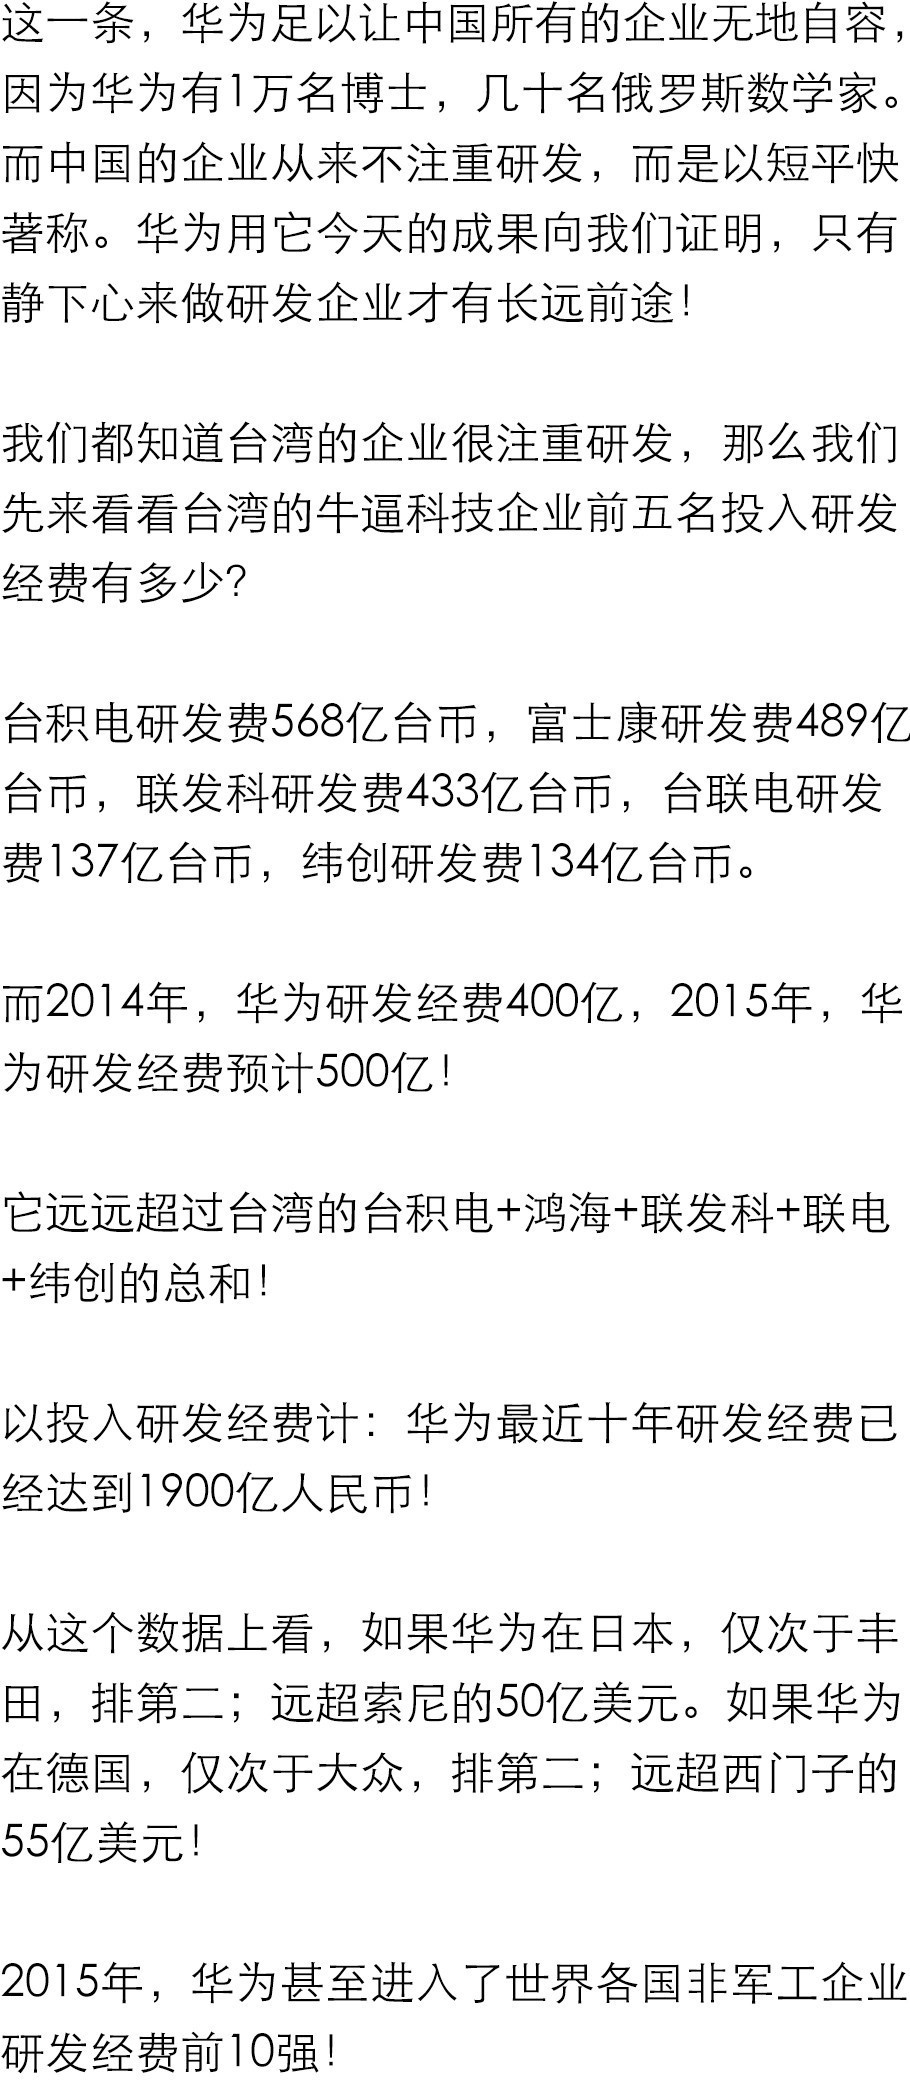 这一条，华为足以让中国所有的企业无地自容，
因为华为有1万名博士，几十名俄罗斯数学家。
而中国的企业从来不注重研发，而是以短平快
著称。华为用它今天的成果向我们证明，只有
静下心来做研发企业才有长远前途！
我们都知道台湾的企业很注重研发，那么我们
先来看看台湾的牛逼科技企业前五名投入研发
经费有多少？
台积电研发费568亿台币，富士康研发费489亿
台币，联发科研发费433亿台币，台联电研发
费137亿台币，纬创研发费134亿台币。
而2014年，华为研发经费400亿，2015年，华
为研发经费预计500亿！
它远远超过台湾的台积电+鸿海+联发科+联电
+纬创的总和！
以投入研发经费计：华为最近十年研发经费已
经达到1900亿人民币！
从这个数据上看，如果华为在日本，仅次于丰
田，排第二；远超索尼的50亿美元。如果华为
在德国，仅次于大众，排第二；远超西门子的
55亿美元！
2015年，华为甚至进入了世界各国非军工企业
研发经费前10强！